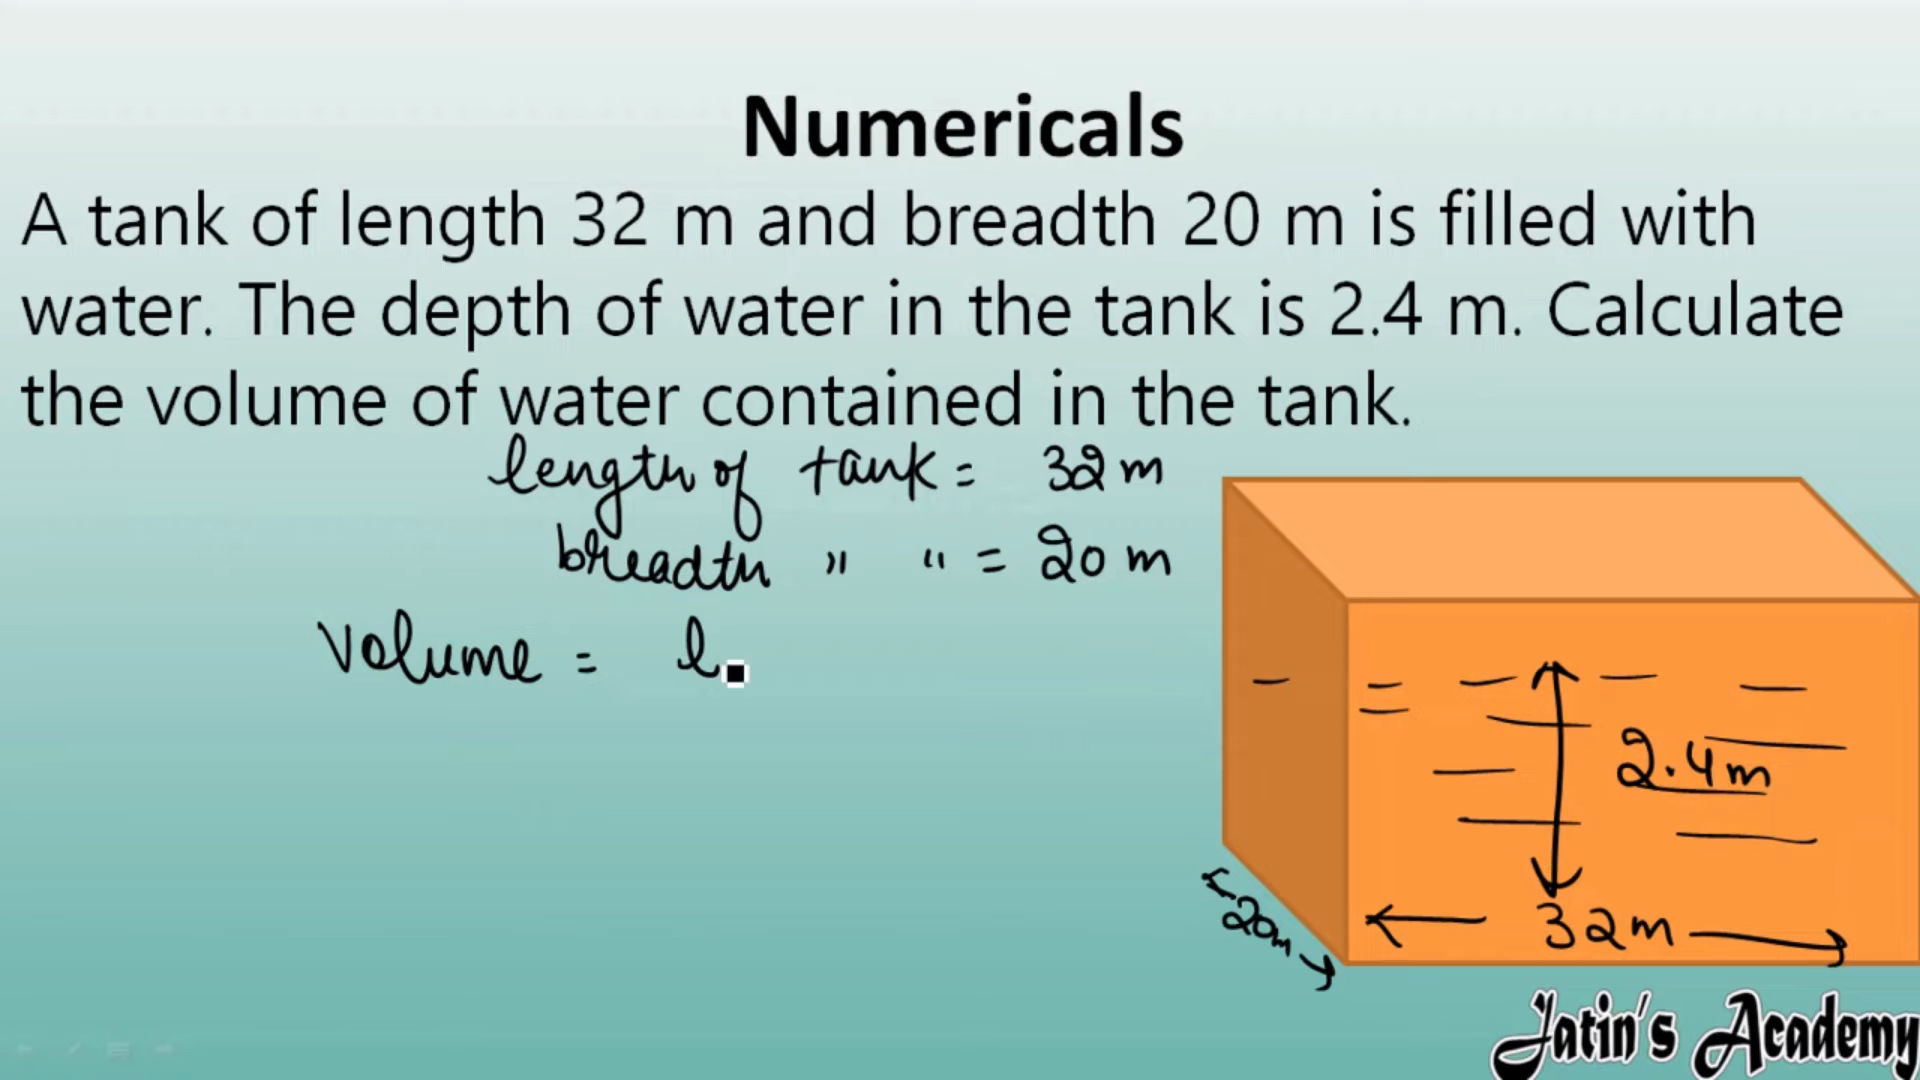 Numericals
A tank of length 32 m and breadth 20 m is filled with
water. The depth of water in the tank is 2.4 m. Calculate
the volume of water contained in the tank.
length of tank = 32 m
breadth " " = 20 m
Volume = l
2.4m
32m
20m
Jatin's Academy